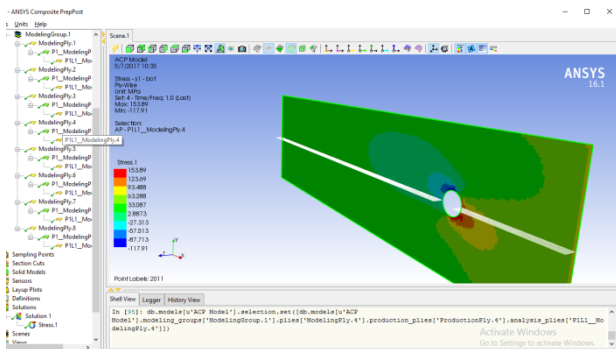 - ANSYS Composite PrepPost
Units Help
ModelingGroup.1
ModelingPly.1
P1_ModelingP
P1L1_Mo
ModelingPly.2
P1_ModelingP
P1L1_Mo
ModelingPly.3
P1_ModelingP
P1L1_Mo
ModelingPly.4
P1_ModelingP
P1L1__ModelingPly.4
ModelingPly.5
P1_ModelingP
P1L1_Mo
ModelingPly.6
P1_ModelingP
P1L1_Mo
ModelingPly.7
P1_ModelingP
P1L1_Mo
ModelingPly.8
P1_ModelingP
P1L1_Mo
Sampling Points
Section Cuts
Solid Models
Sensors
Layup Plots
Definitions
Solutions
Solution 1
Stress.1
Scenes
Views
Scene.1
ACP Model
5/7/2017 10:35
Stress - s1 - bot
Ply-Wise
Unit: MPa
Set: 4 - Time/Freq: 1.0 (Last)
Max: 153.89
Min: -117.91
Selection:
AP - P1L1__ModelingPly.4
Stress.1
153.89
123.69
93.488
63.288
33.087
2.8873
-27.313
-57.513
-87.713
-117.91
Point Labels: 2011
ANSYS
16.1
Shell View Logger History View
In [95]: db.models[u'ACP Model'].selection.set([db.models[u'ACP
Model'].modeling_groups['ModelingGroup.1'].plies['ModelingPly.4'].production_plies['ProductionPly.4'].analysis_plies['P1L1__Mo
delingPly.4']])
Activate Windows
Go to Settings to activate Windows.